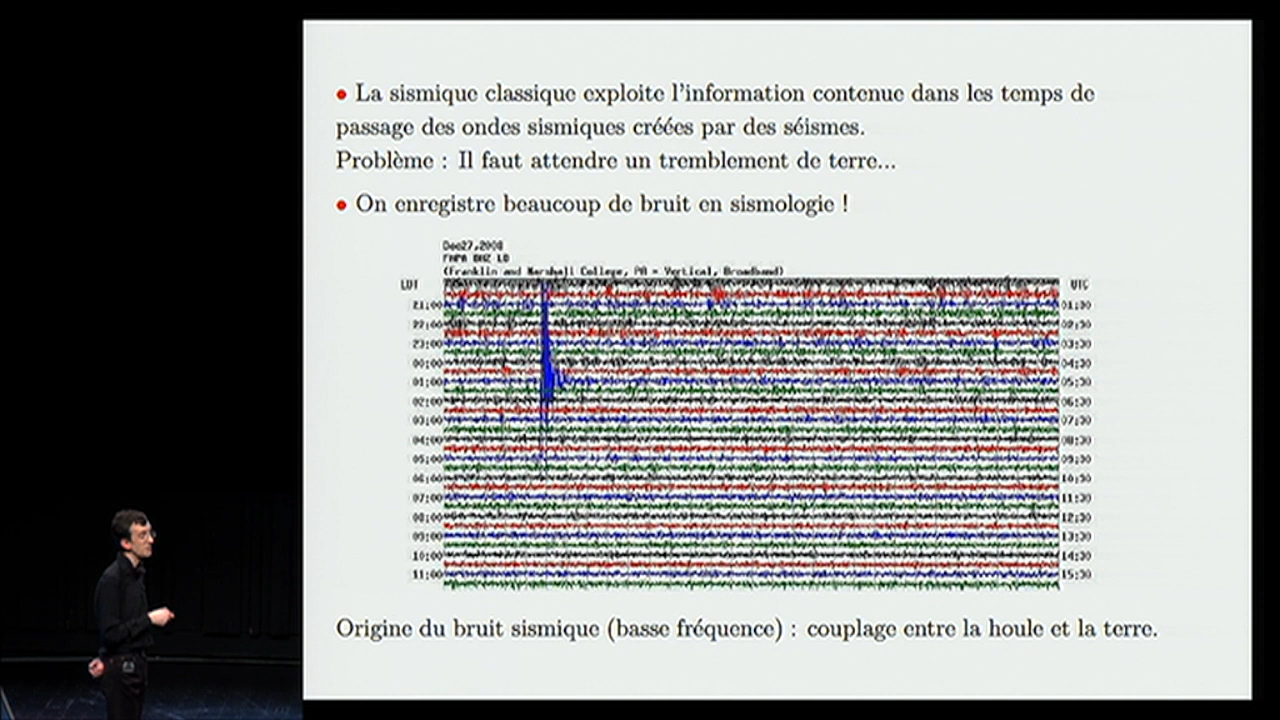 • La sismique classique exploite l'information contenue dans les temps de
passage des ondes sismiques créées par des séismes.
Problème : Il faut attendre un tremblement de terre...
• On enregistre beaucoup de bruit en sismologie !
Dec27,2008
(Franklin and Marshall College, PA - Vertical, Broadband)
LDT UTC
21:00 01:30
22:00 02:30
23:00 03:30
00:00 04:30
01:00 05:30
02:00 06:30
03:00 07:30
04:00 08:30
05:00 09:30
06:00 10:30
07:00 11:30
08:00 12:30
09:00 13:30
10:00 14:30
11:00 15:30
Origine du bruit sismique (basse fréquence) : couplage entre la houle et la terre.